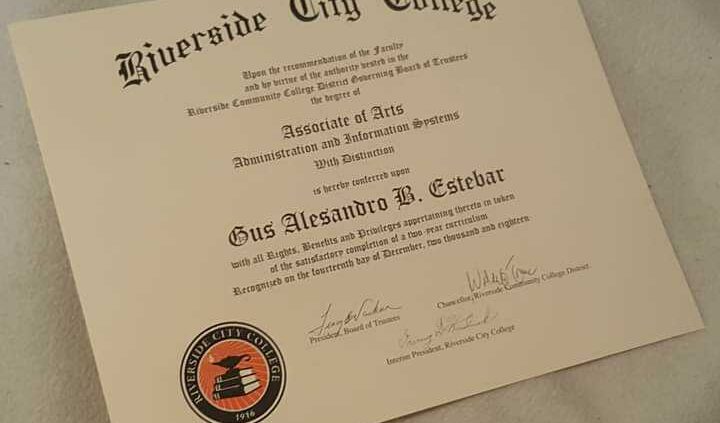 Riverside City College
Upon the recommendation of the Faculty
and by virtue of the authority vested in the
Riverside Community College District Governing Board of Trustees
the degree of
Associate of Arts
Administration and Information Systems
With Distinction
is hereby conferred upon
Gus Alesandro B. Estebar
with all Rights, Benefits and Privileges appertaining thereto in token
of the satisfactory completion of a two-year curriculum
Recognized on the fourteenth day of December, two thousand and eighteen
President, Board of Trustees
Chancellor, Riverside Community College District
Interim President, Riverside City College
RIVERSIDE CITY COLLEGE
1916